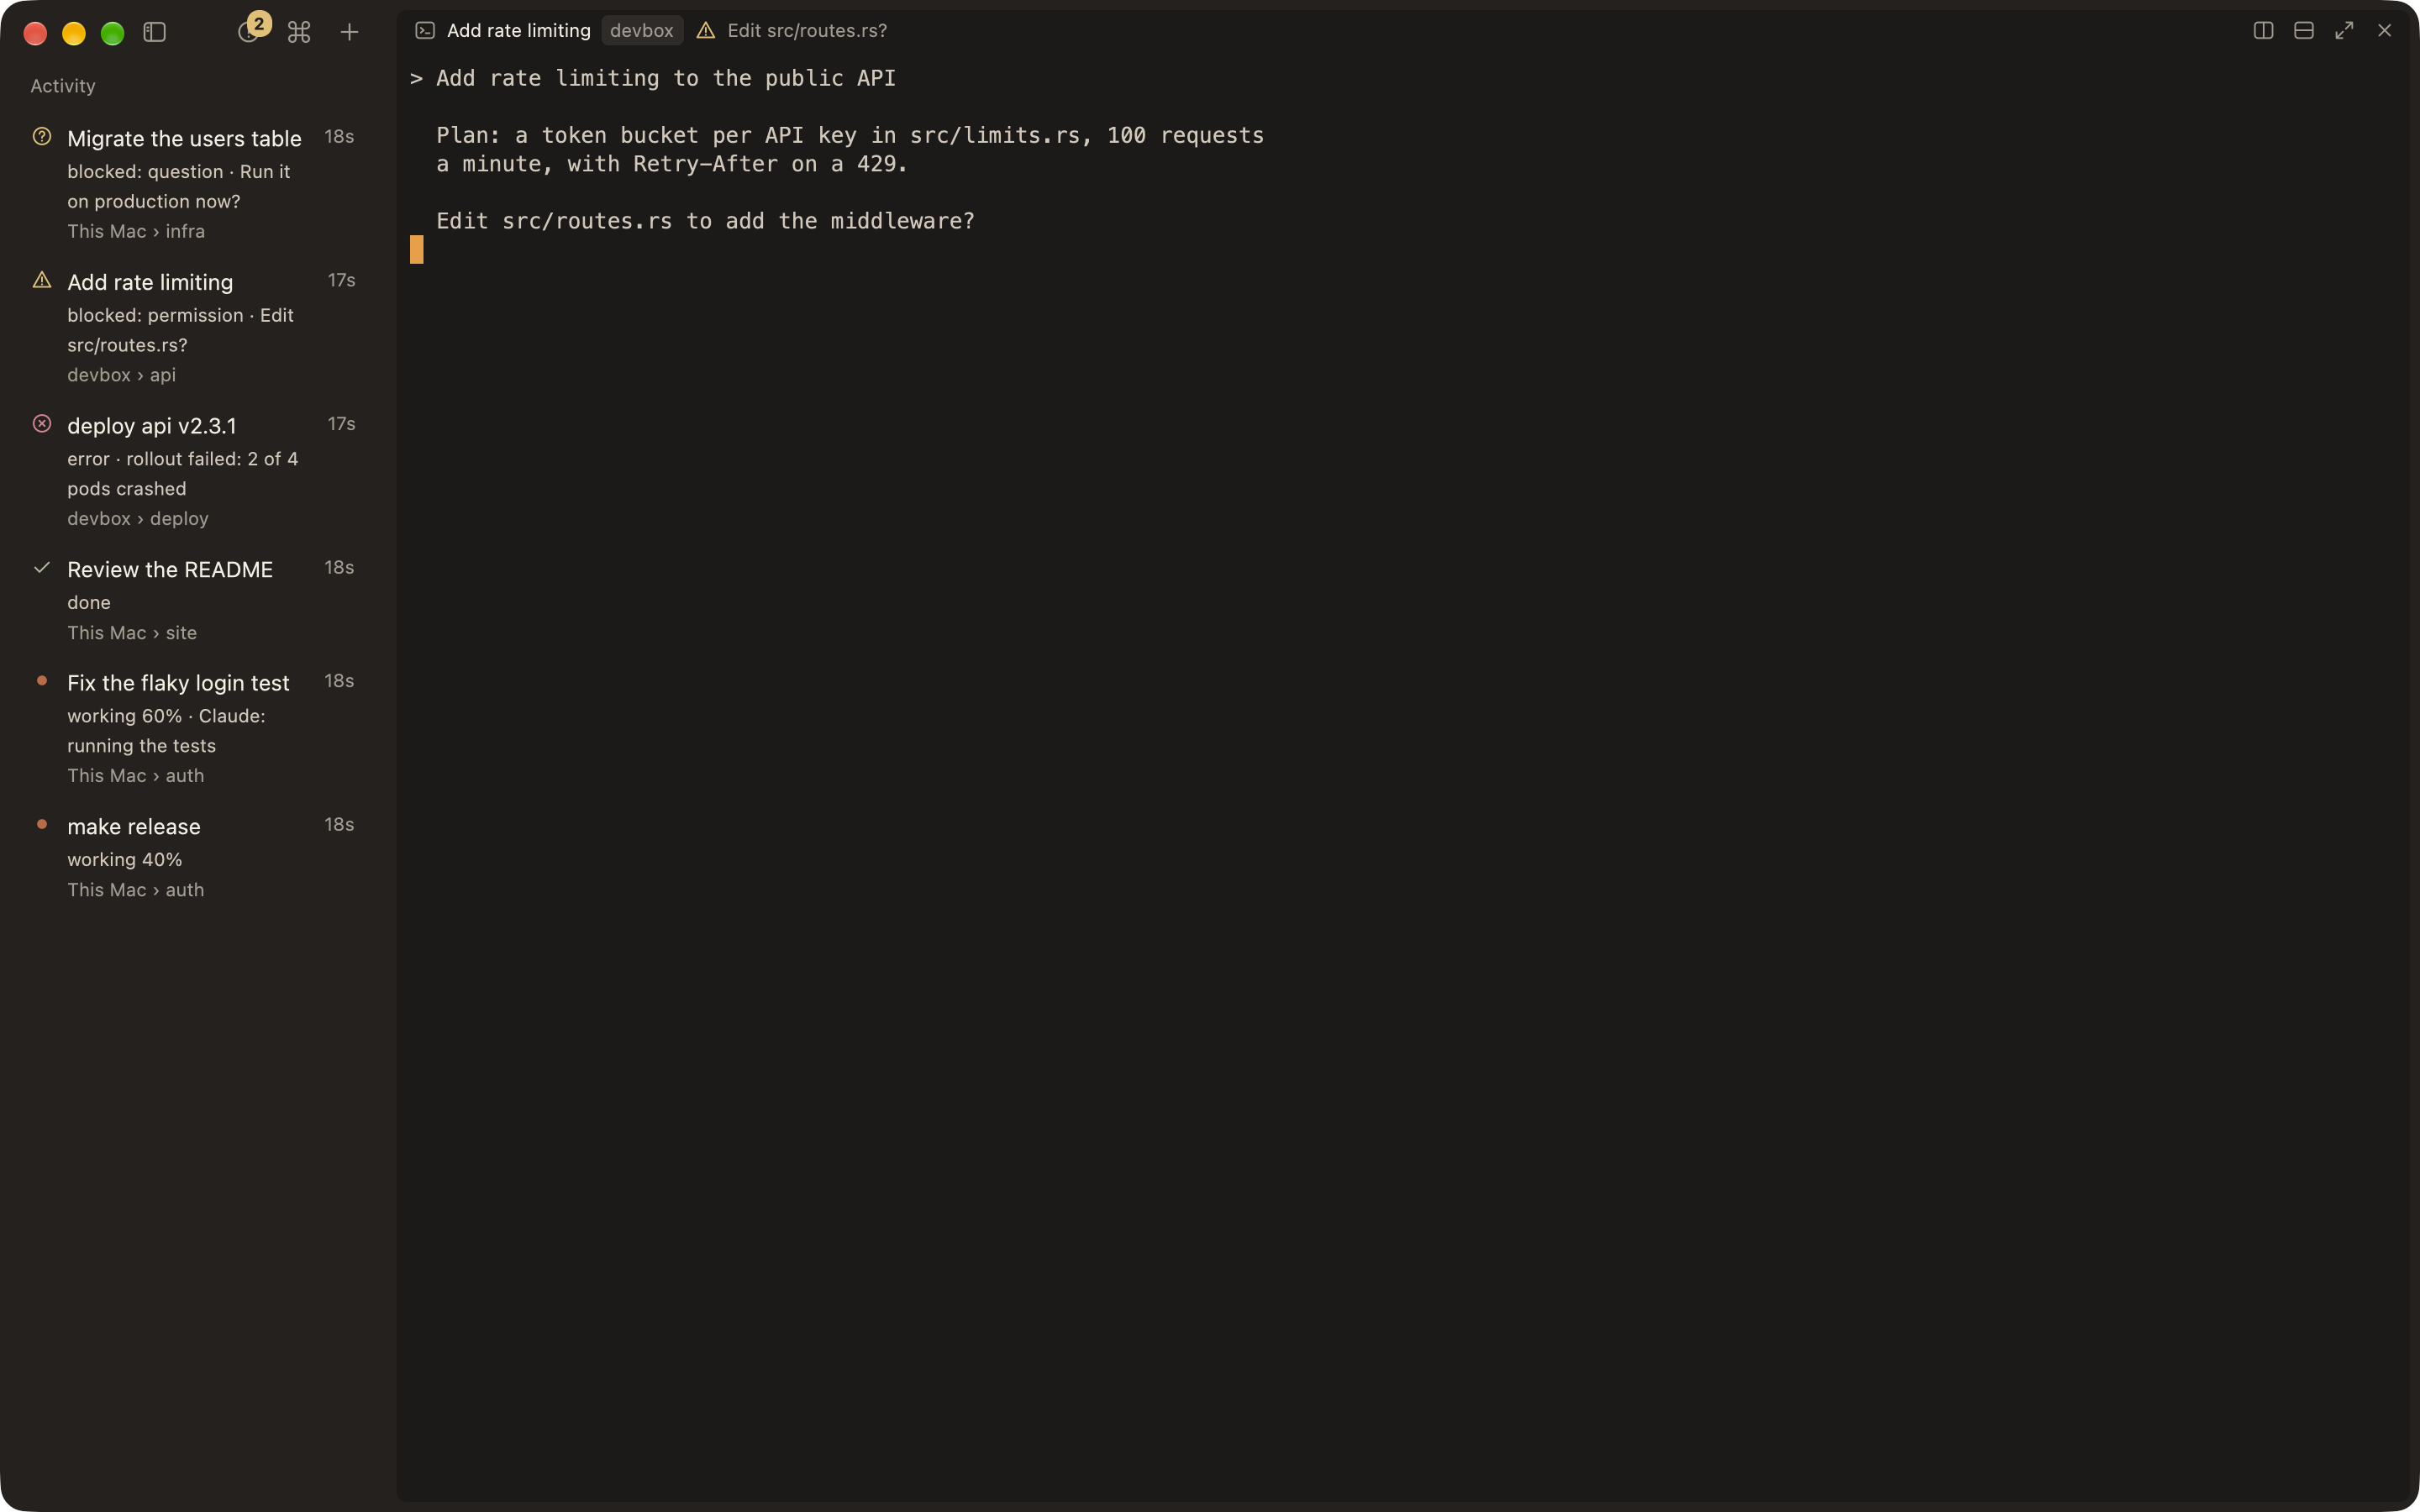 2
Activity
Migrate the users table 18s
blocked: question · Run it
on production now?
This Mac › infra
Add rate limiting 17s
blocked: permission · Edit
src/routes.rs?
devbox › api
deploy api v2.3.1 17s
error · rollout failed: 2 of 4
pods crashed
devbox › deploy
Review the README 18s
done
This Mac › site
Fix the flaky login test 18s
working 60% · Claude:
running the tests
This Mac › auth
make release 18s
working 40%
This Mac › auth
Add rate limiting devbox Edit src/routes.rs?
> Add rate limiting to the public API
Plan: a token bucket per API key in src/limits.rs, 100 requests
a minute, with Retry-After on a 429.
Edit src/routes.rs to add the middleware?